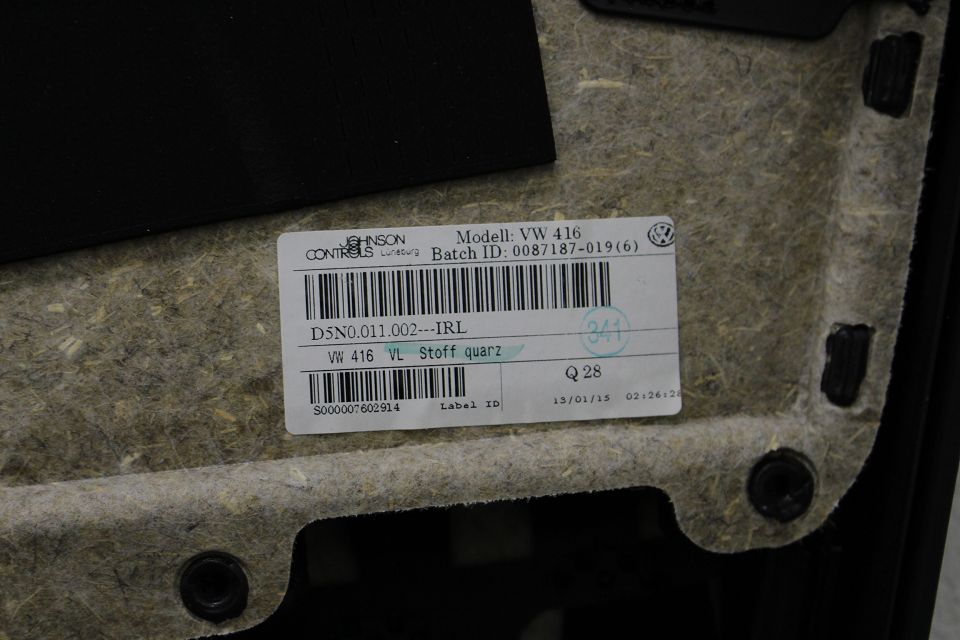 JOHNSON
CONTROLS Lüneburg
Modell: VW 416
Batch ID: 0087187-019(6)
D5N0.011.002---IRL
341
VW 416 VL Stoff quarz
Q 28
S000007602914 Label ID
13/01/15 02:26:28